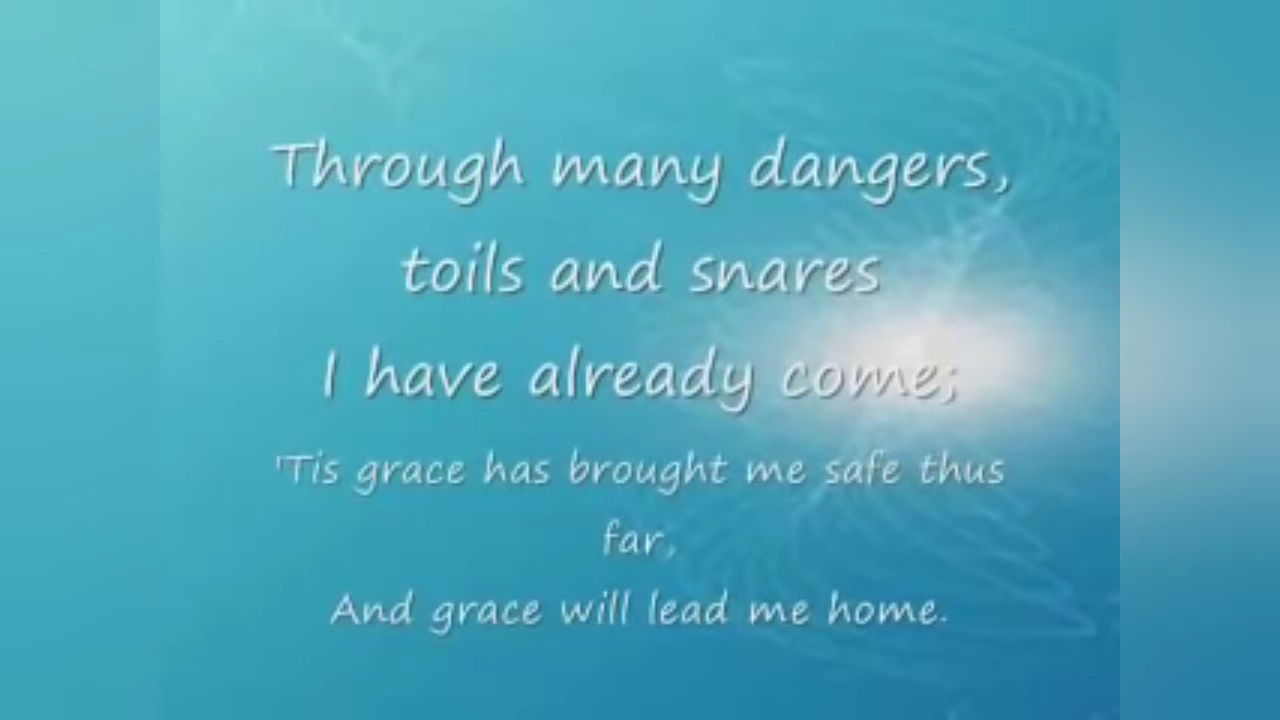 Through many dangers,
toils and snares
I have already come;
'Tis grace has brought me safe thus
far,
And grace will lead me home.